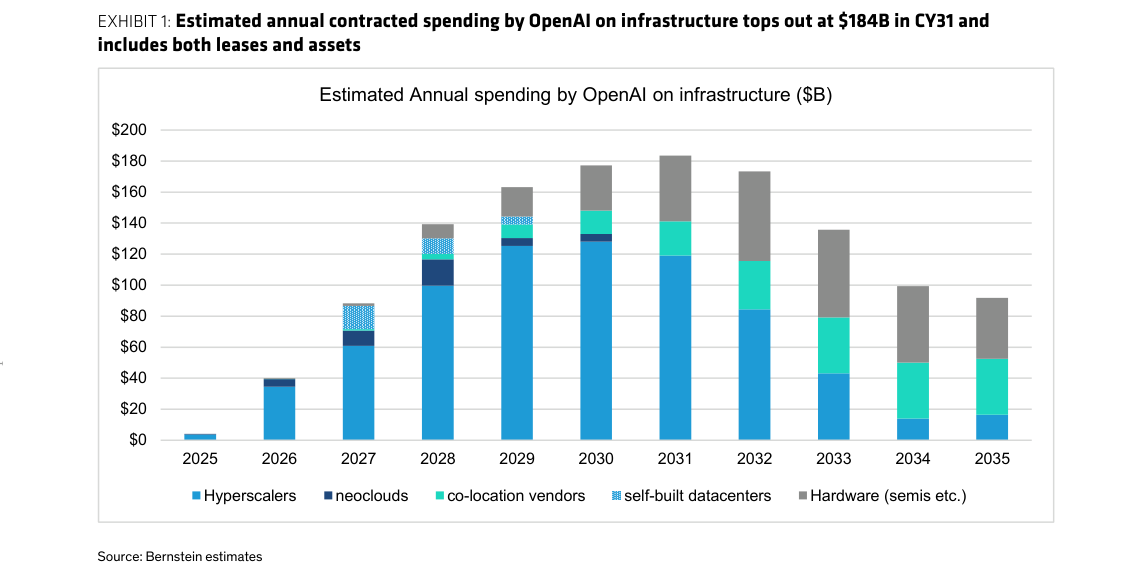 EXHIBIT 1: Estimated annual contracted spending by OpenAI on infrastructure tops out at $184B in CY31 and
includes both leases and assets
Estimated Annual spending by OpenAI on infrastructure ($B)
$200
$180
$160
$140
$120
$100
$80
$60
$40
$20
$0
2025 2026 2027 2028 2029 2030 2031 2032 2033 2034 2035
Hyperscalers neoclouds co-location vendors self-built datacenters Hardware (semis etc.)
Source: Bernstein estimates